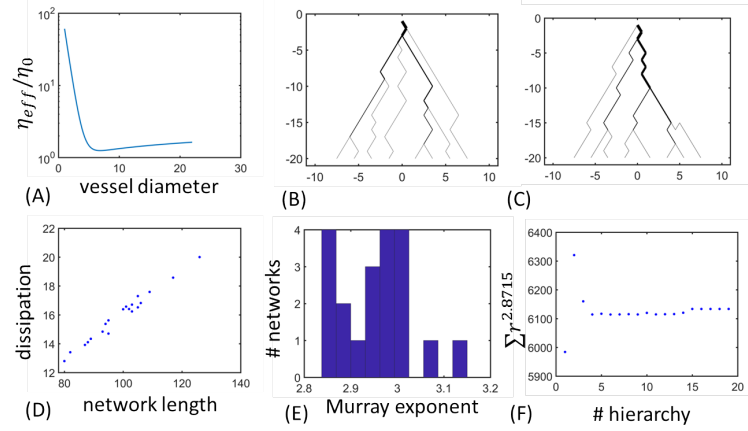 10²
10¹
10⁰
η_eff/η₀
0 10 20 30
vessel diameter
(A)
0
-5
-10
-15
-20
-10 -5 0 5 10
(B)
0
-5
-10
-15
-20
-10 -5 0 5 10
(C)
22
20
18
16
14
12
dissipation
80 100 120 140
network length
(D)
4
3
2
1
0
# networks
2.8 2.9 3 3.1 3.2
Murray exponent
(E)
6400
6300
6200
6100
6000
5900
∑r^2.8715
0 5 10 15 20
# hierarchy
(F)